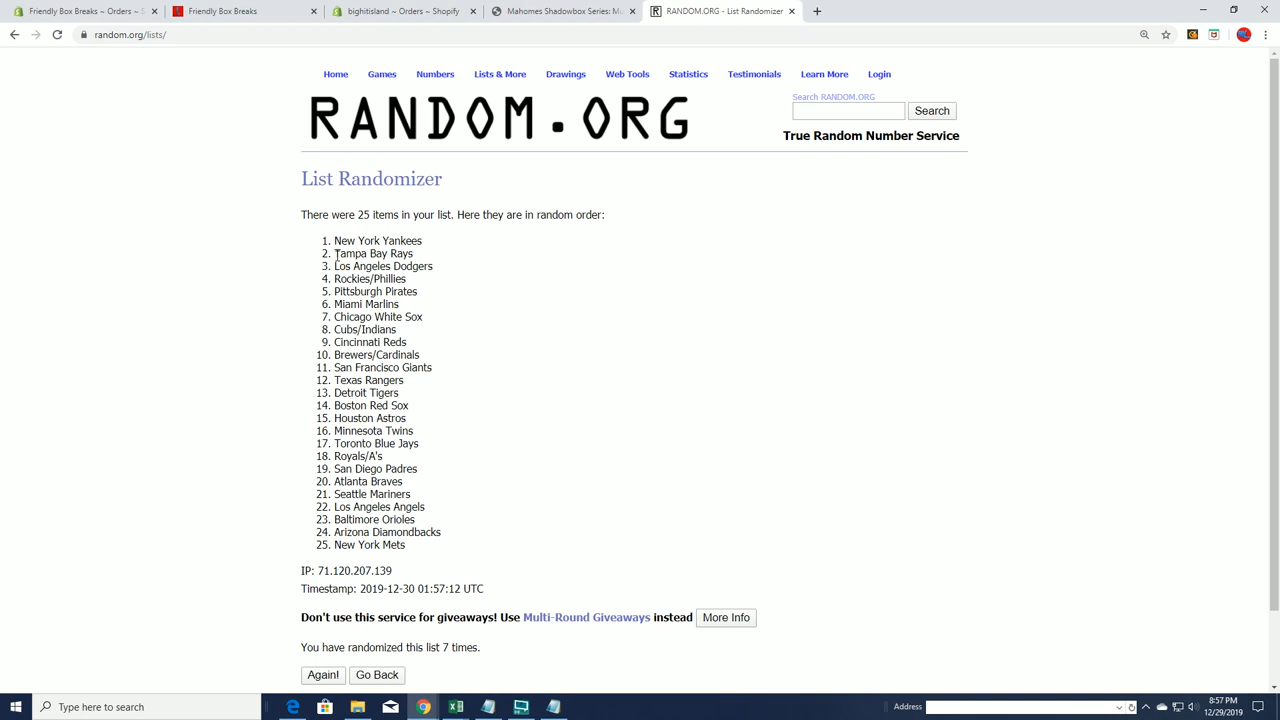 bigfcito ~ Orders ~ S
Friendly Box Breaks
bigfcito ~ Orders ~ Shopify
Mahomes Shadowbox Series: Mu
RANDOM.ORG - List Randomizer
random.org/lists/
Home Games Numbers Lists & More Drawings Web Tools Statistics Testimonials Learn More Login
RANDOM.ORG
Search RANDOM.ORG
Search
True Random Number Service
List Randomizer
There were 25 items in your list. Here they are in random order:
1. New York Yankees
2. Tampa Bay Rays
3. Los Angeles Dodgers
4. Rockies/Phillies
5. Pittsburgh Pirates
6. Miami Marlins
7. Chicago White Sox
8. Cubs/Indians
9. Cincinnati Reds
10. Brewers/Cardinals
11. San Francisco Giants
12. Texas Rangers
13. Detroit Tigers
14. Boston Red Sox
15. Houston Astros
16. Minnesota Twins
17. Toronto Blue Jays
18. Royals/A's
19. San Diego Padres
20. Atlanta Braves
21. Seattle Mariners
22. Los Angeles Angels
23. Baltimore Orioles
24. Arizona Diamondbacks
25. New York Mets
IP: 71.120.207.139
Timestamp: 2019-12-30 01:57:12 UTC
Don't use this service for giveaways! Use Multi-Round Giveaways instead More Info
You have randomized this list 7 times.
Again! Go Back
Type here to search
Address
8:57 PM
12/29/2019